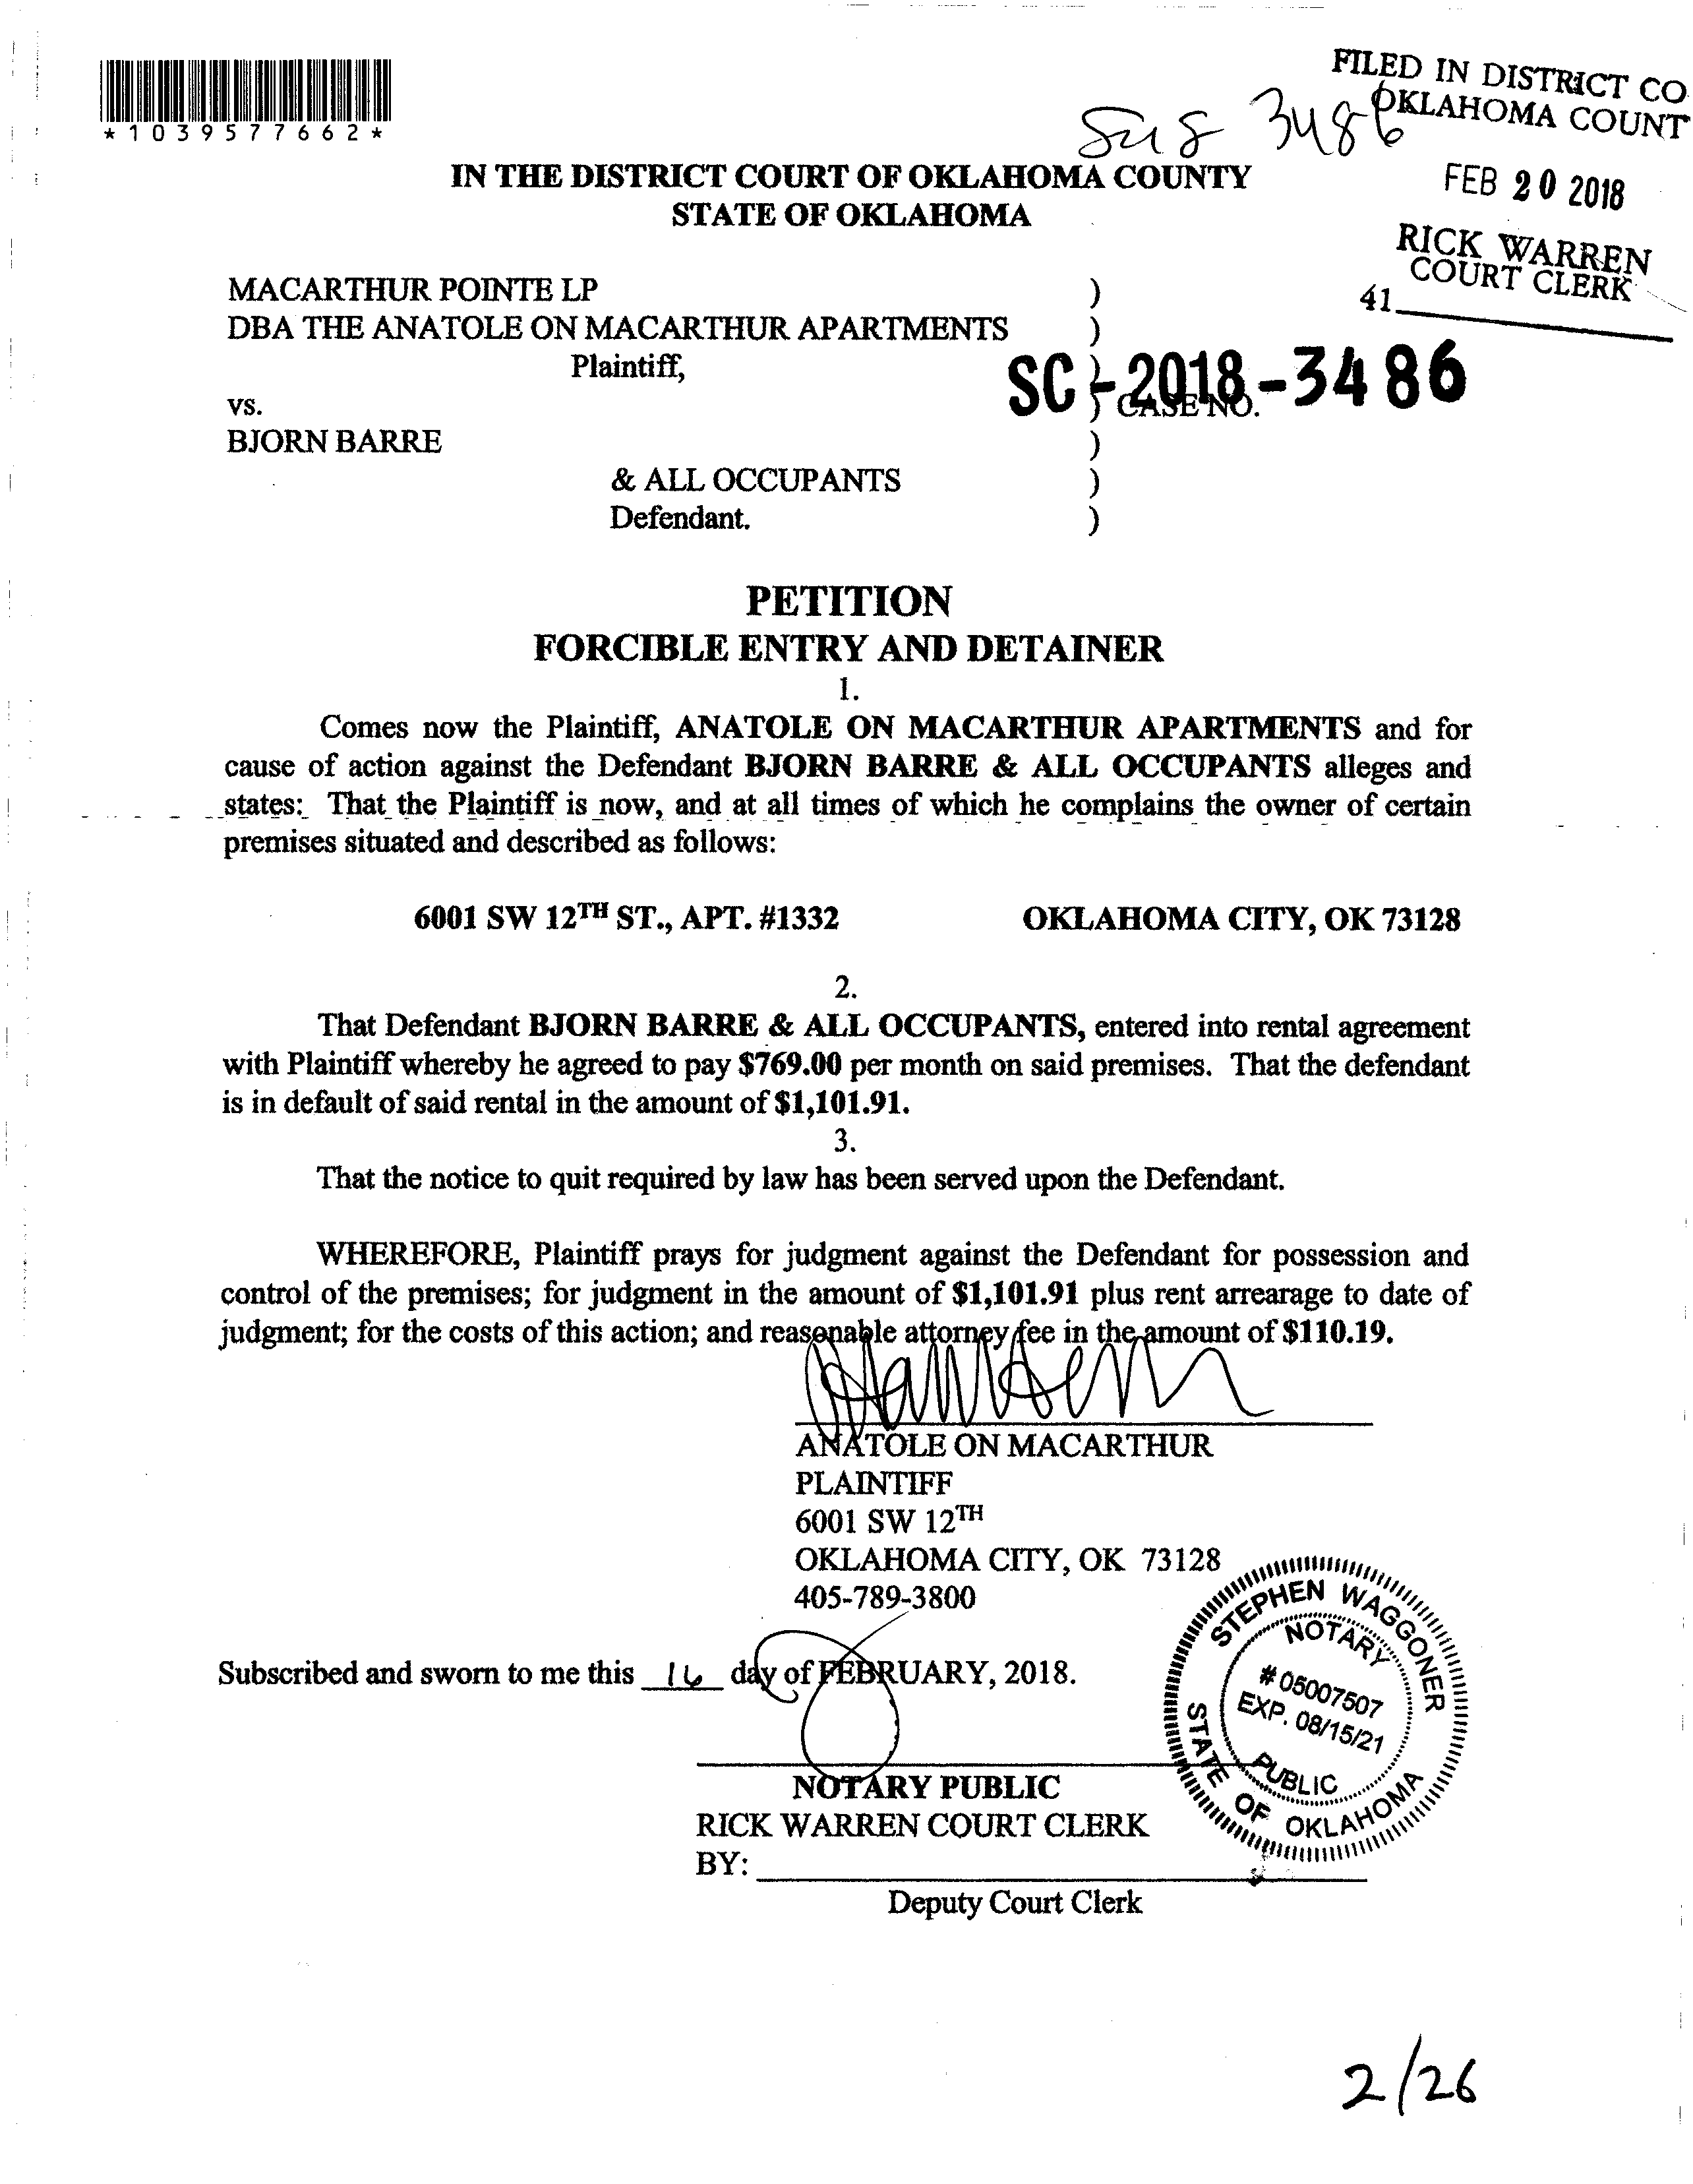 *1039577662*
3486
FILED IN DISTRICT CO
OKLAHOMA COUNT
FEB 20 2018
RICK WARREN
COURT CLERK
41
IN THE DISTRICT COURT OF OKLAHOMA COUNTY
STATE OF OKLAHOMA
MACARTHUR POINTE LP )
DBA THE ANATOLE ON MACARTHUR APARTMENTS )
Plaintiff, )
SC-2018-3486
vs. ) CASE NO.
BJORN BARRE )
& ALL OCCUPANTS )
Defendant. )
PETITION
FORCIBLE ENTRY AND DETAINER
1.
Comes now the Plaintiff, ANATOLE ON MACARTHUR APARTMENTS and for
cause of action against the Defendant BJORN BARRE & ALL OCCUPANTS alleges and
states: That the Plaintiff is now, and at all times of which he complains the owner of certain
premises situated and described as follows:
6001 SW 12TH ST., APT. #1332 OKLAHOMA CITY, OK 73128
2.
That Defendant BJORN BARRE & ALL OCCUPANTS, entered into rental agreement
with Plaintiff whereby he agreed to pay $769.00 per month on said premises. That the defendant
is in default of said rental in the amount of $1,101.91.
3.
That the notice to quit required by law has been served upon the Defendant.
WHEREFORE, Plaintiff prays for judgment against the Defendant for possession and
control of the premises; for judgment in the amount of $1,101.91 plus rent arrearage to date of
judgment; for the costs of this action; and reasonable attorney fee in the amount of $110.19.
ANATOLE ON MACARTHUR
PLAINTIFF
6001 SW 12TH
OKLAHOMA CITY, OK 73128
405-789-3800
Subscribed and sworn to me this 16 day of FEBRUARY, 2018.
STEPHEN WAGGONER
NOTARY
# 05007507
EXP. 08/15/21
PUBLIC
STATE OF OKLAHOMA
NOTARY PUBLIC
RICK WARREN COURT CLERK
BY:
Deputy Court Clerk
2/26